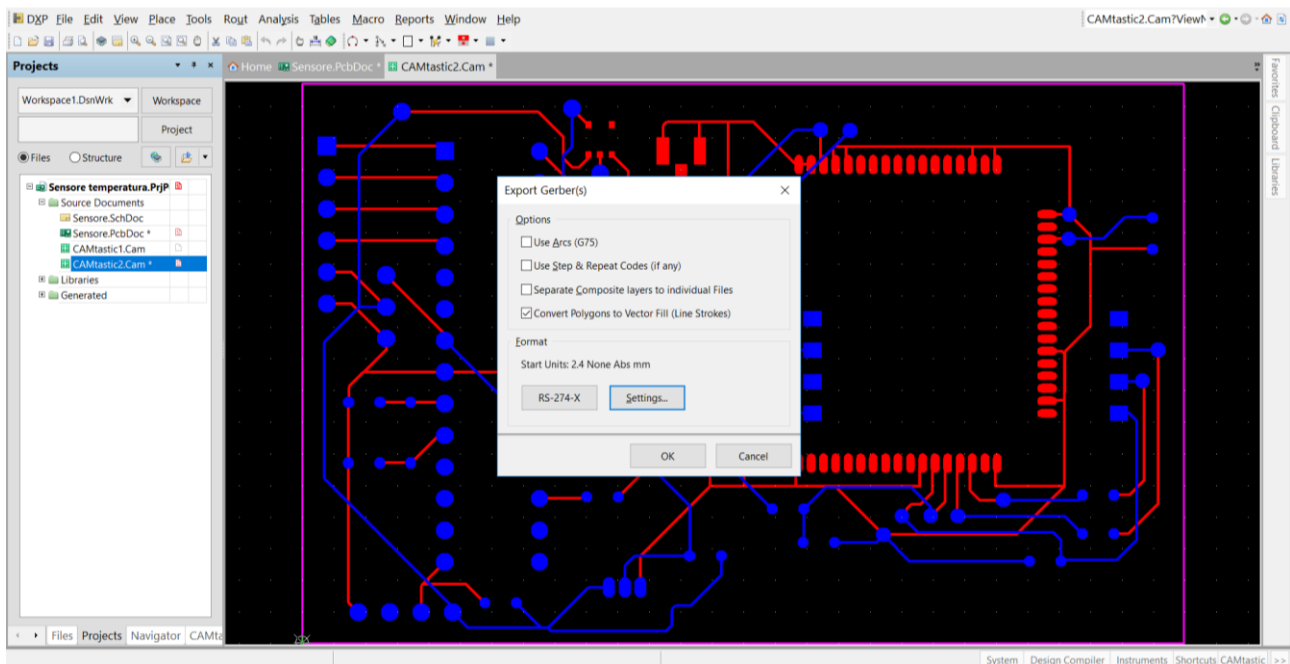 DXP File Edit View Place Tools Rout Analysis Tables Macro Reports Window Help
CAMtastic2.Cam?ViewN
Projects
Home Sensore.PcbDoc * CAMtastic2.Cam *
Workspace1.DsnWrk Workspace
Project
Files Structure
Sensore temperatura.PrjP
Source Documents
Sensore.SchDoc
Sensore.PcbDoc *
CAMtastic1.Cam
CAMtastic2.Cam *
Libraries
Generated
Export Gerber(s)
Options
Use Arcs (G75)
Use Step & Repeat Codes (if any)
Separate Composite layers to individual Files
Convert Polygons to Vector Fill (Line Strokes)
Format
Start Units: 2.4 None Abs mm
RS-274-X Settings...
OK Cancel
Favorites
Clipboard
Libraries
Files Projects Navigator CAMta
System Design Compiler Instruments Shortcuts CAMtastic >>